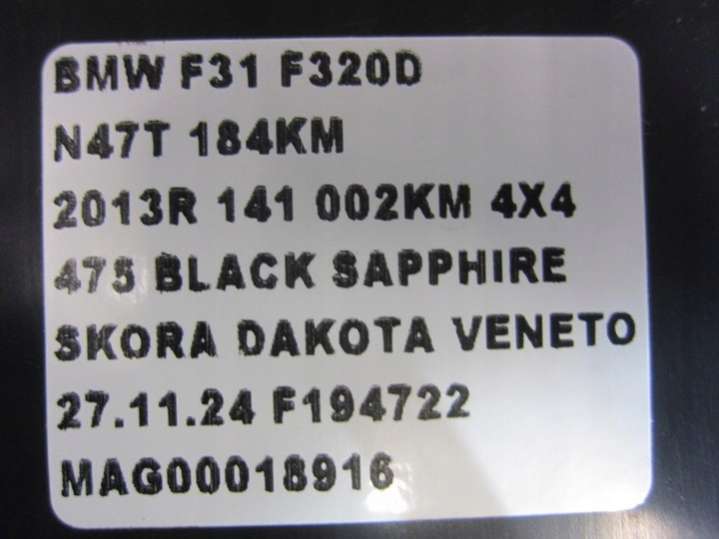 BMW F31 F320D
N47T 184KM
2013R 141 002KM 4X4
475 BLACK SAPPHIRE
SKORA DAKOTA VENETO
27.11.24 F194722
MAG00018916